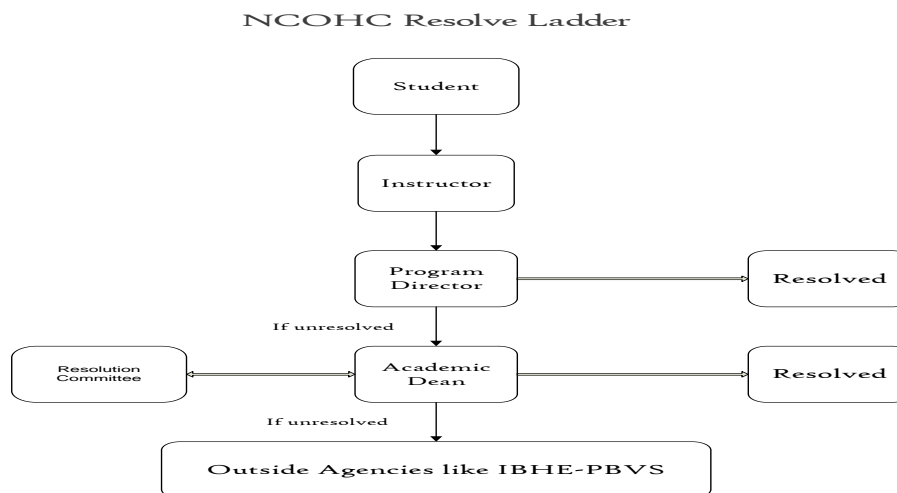 NCOHC Resolve Ladder
Student
Instructor
Program
Director
Resolved
If unresolved
Resolution
Committee
Academic
Dean
Resolved
If unresolved
Outside Agencies like IBHE-PBVS